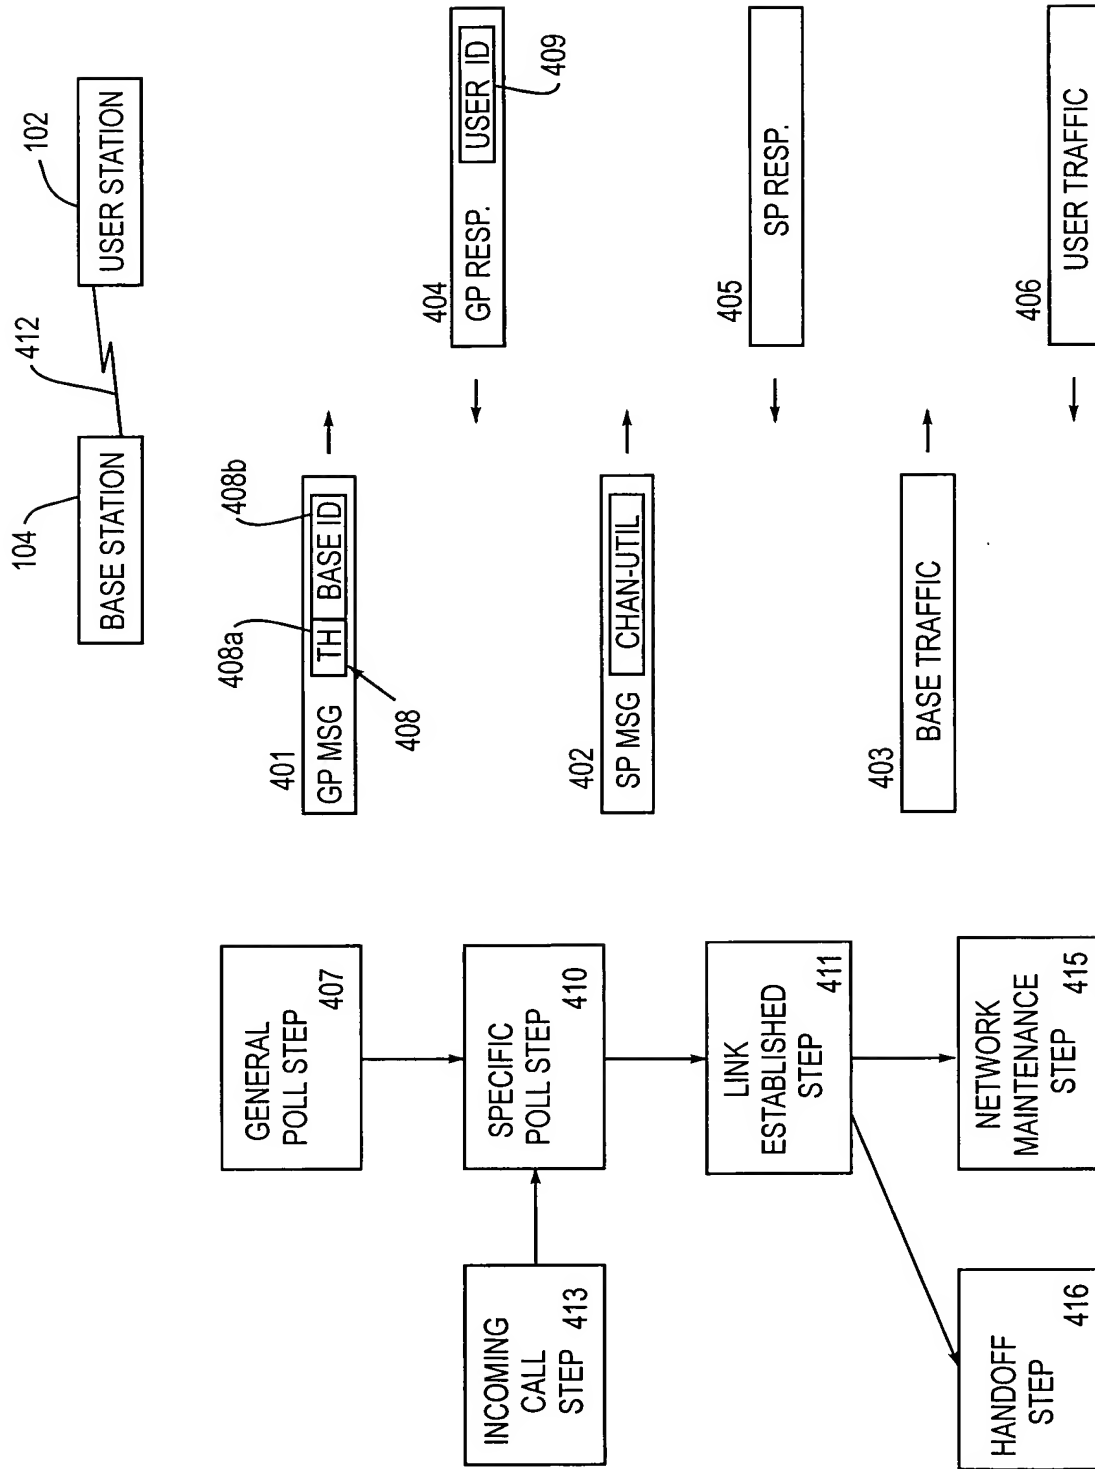 104
412
102
BASE STATION
USER STATION
GENERAL
POLL STEP
407
401
408a
408b
GP MSG
TH
BASE ID
408
INCOMING
CALL
STEP
413
SPECIFIC
POLL STEP
410
404
GP RESP.
USER ID
409
402
SP MSG
CHAN-UTIL
LINK
ESTABLISHED
STEP
411
405
SP RESP.
403
BASE TRAFFIC
HANDOFF
STEP
416
NETWORK
MAINTENANCE
STEP
415
406
USER TRAFFIC